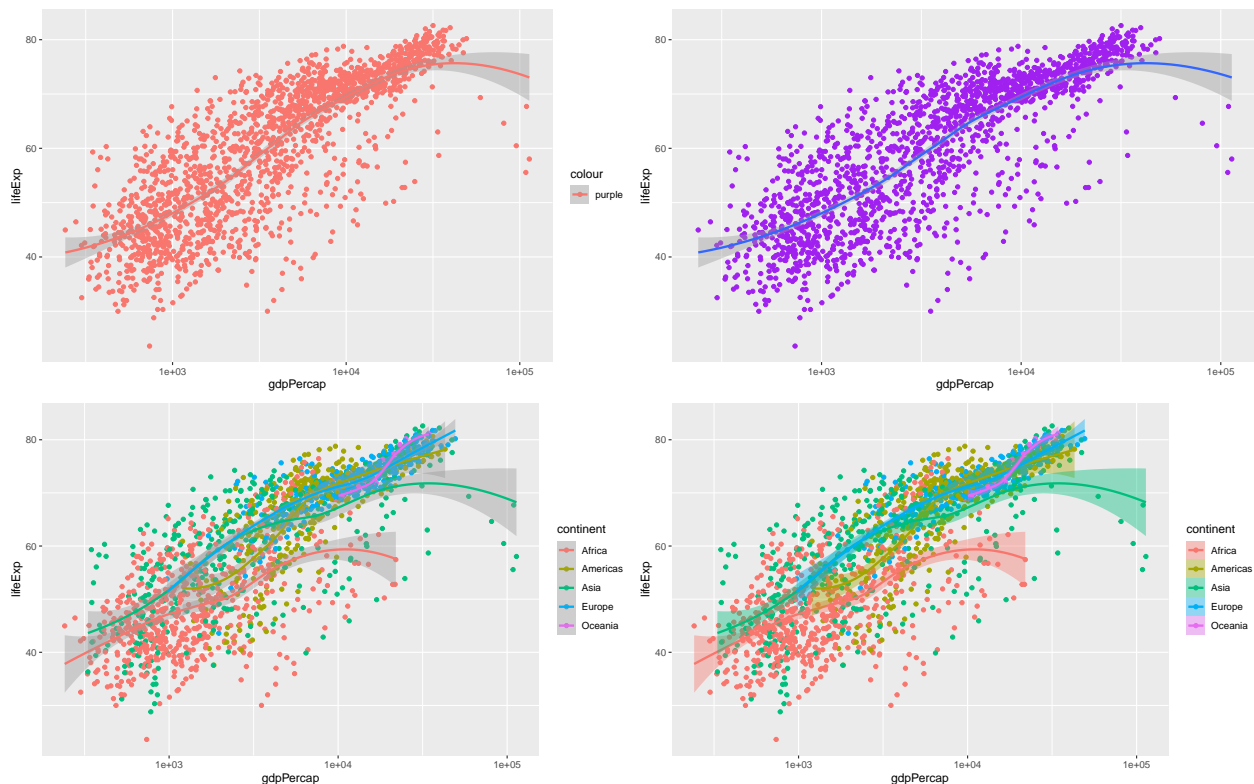 80
60
40
lifeExp
1e+03 1e+04 1e+05
gdpPercap
colour
purple
80
60
40
lifeExp
1e+03 1e+04 1e+05
gdpPercap
80
60
40
lifeExp
1e+03 1e+04 1e+05
gdpPercap
continent
Africa
Americas
Asia
Europe
Oceania
80
60
40
lifeExp
1e+03 1e+04 1e+05
gdpPercap
continent
Africa
Americas
Asia
Europe
Oceania